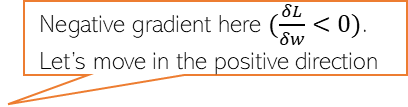 Negative gradient here (δL/δw < 0).
Let's move in the positive direction